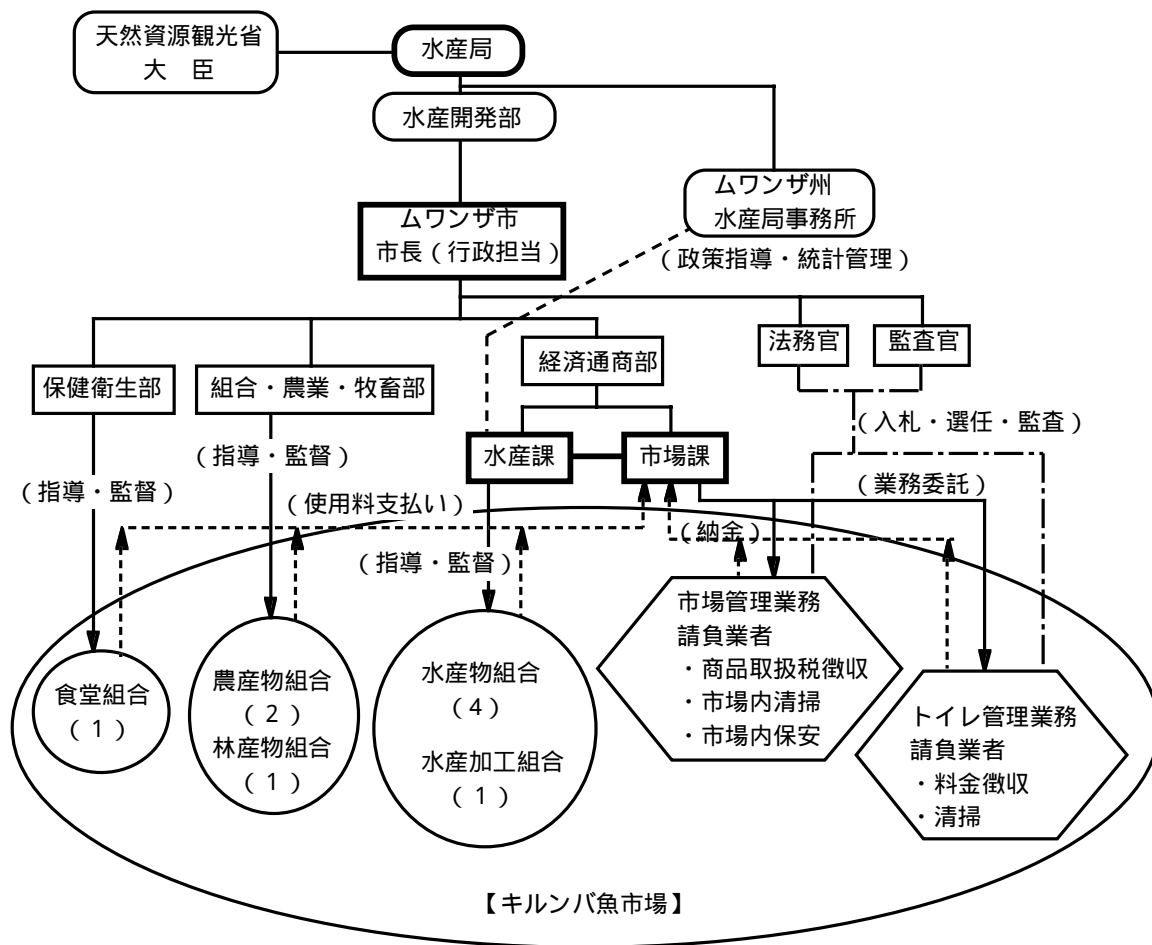 天然資源観光省
大　臣
水産局
水産開発部
ムワンザ州
水産局事務所
ムワンザ市
市長（行政担当）
（政策指導・統計管理）
法務官
監査官
経済通商部
保健衛生部
組合・農業・牧畜部
（入札・選任・監査）
水産課
市場課
（指導・監督）
（指導・監督）
（業務委託）
（使用料支払い）
（納金）
（指導・監督）
市場管理業務
請負業者
・商品取扱税徴収
・市場内清掃
・市場内保安
食堂組合
（1）
農産物組合
（2）
林産物組合
（1）
水産物組合
（4）
水産加工組合
（1）
トイレ管理業務
請負業者
・料金徴収
・清掃
【キルンバ魚市場】